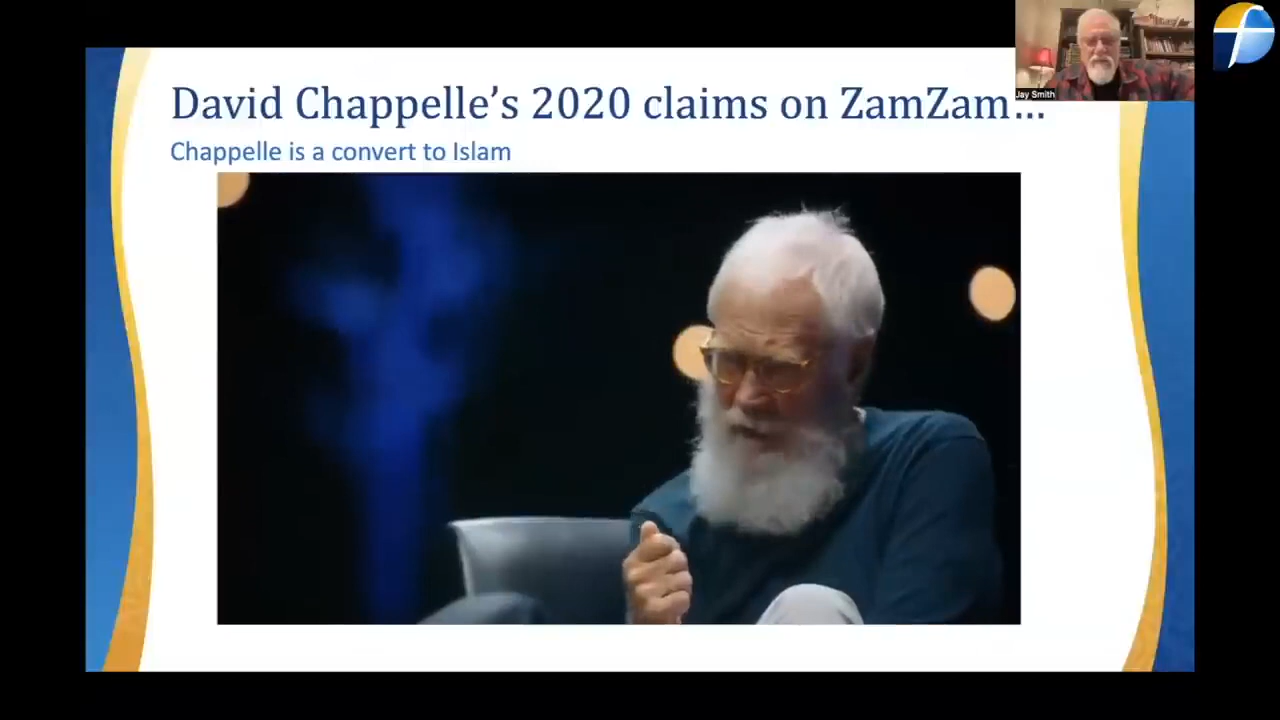 David Chappelle’s 2020 claims on ZamZam…
Chappelle is a convert to Islam
Jay Smith